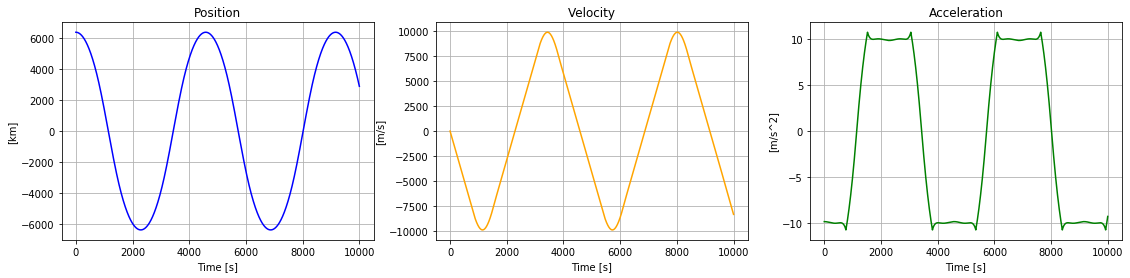 Position
[km]
6000
4000
2000
0
−2000
−4000
−6000
0 2000 4000 6000 8000 10000
Time [s]
Velocity
[m/s]
10000
7500
5000
2500
0
−2500
−5000
−7500
−10000
0 2000 4000 6000 8000 10000
Time [s]
Acceleration
[m/s^2]
10
5
0
−5
−10
0 2000 4000 6000 8000 10000
Time [s]